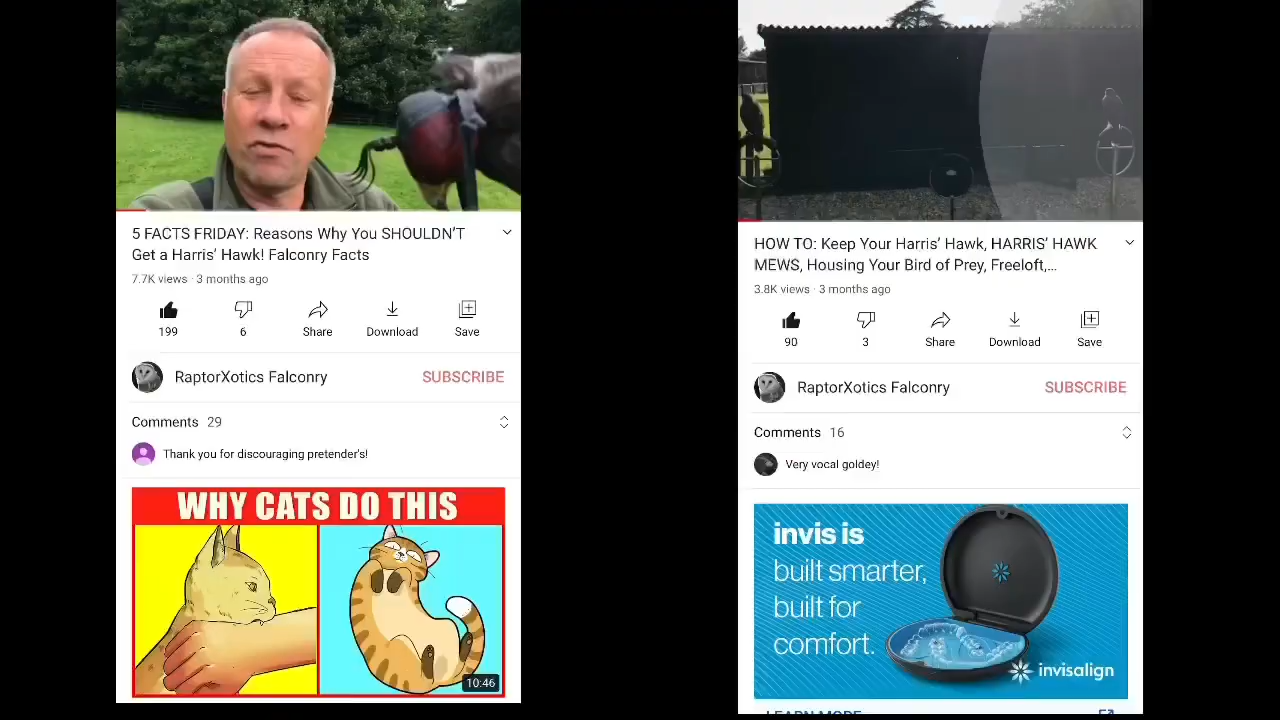 5 FACTS FRIDAY: Reasons Why You SHOULDN'T
Get a Harris' Hawk! Falconry Facts
7.7K views · 3 months ago
199
6
Share
Download
Save
RaptorXotics Falconry
SUBSCRIBE
Comments 29
Thank you for discouraging pretender's!
WHY CATS DO THIS
10:46
HOW TO: Keep Your Harris' Hawk, HARRIS' HAWK
MEWS, Housing Your Bird of Prey, Freeloft,...
3.8K views · 3 months ago
90
3
Share
Download
Save
RaptorXotics Falconry
SUBSCRIBE
Comments 16
Very vocal goldey!
invis is
built smarter,
built for
comfort.
invisalign
LEARN MORE